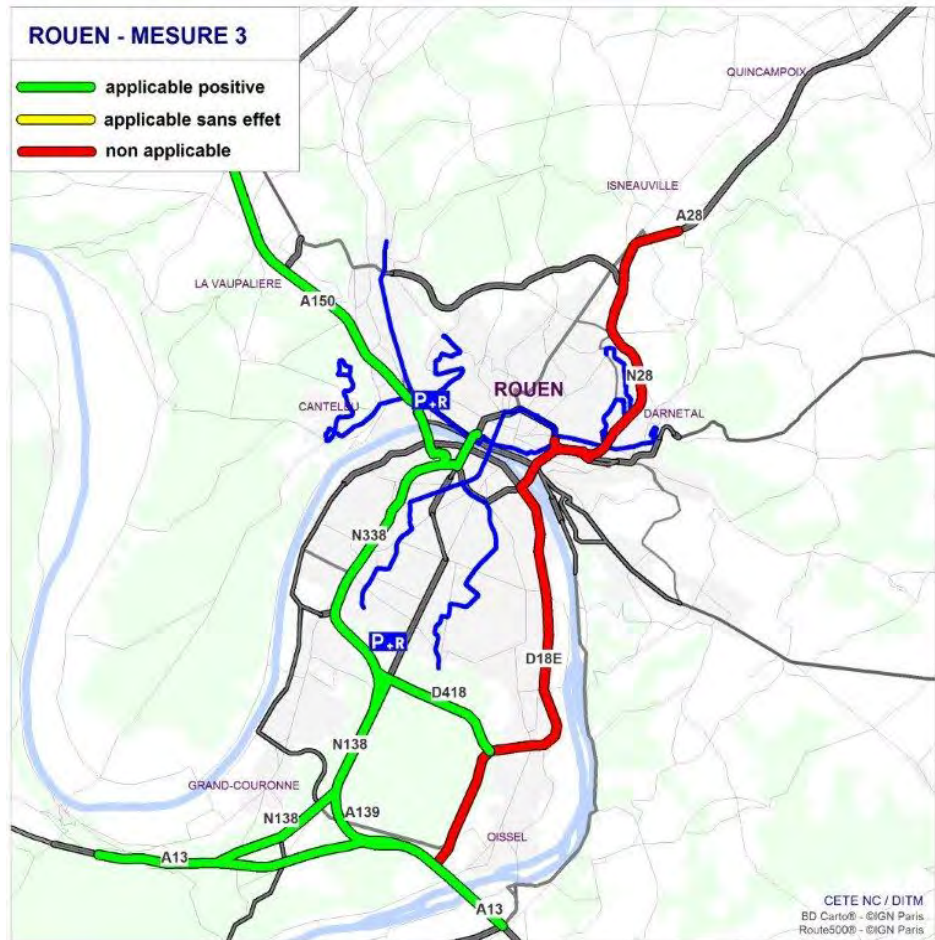 ROUEN - MESURE 3
applicable positive
applicable sans effet
non applicable
QUINCAMPOIX
ISNEAUVILLE
A28
LA VAUPALIERE
A150
ROUEN
N28
CANTELEU
P+R
DARNETAL
N338
P+R
D18E
D418
N138
GRAND-COURONNE
A139
N138
OISSEL
A13
A13
CETE NC / DITM
BD Carto® - ©IGN Paris
Route500® - ©IGN Paris